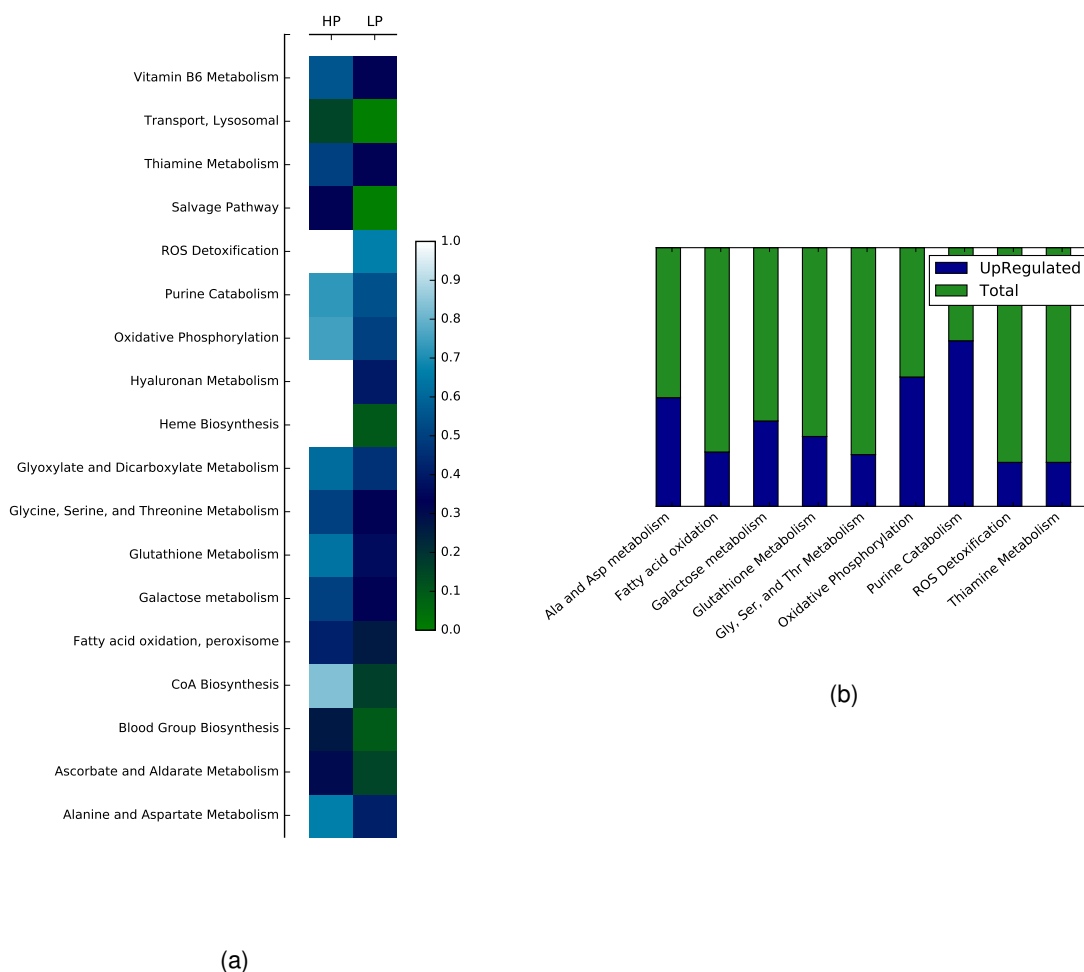 HP LP
Vitamin B6 Metabolism
Transport, Lysosomal
Thiamine Metabolism
Salvage Pathway
ROS Detoxification
Purine Catabolism
Oxidative Phosphorylation
Hyaluronan Metabolism
Heme Biosynthesis
Glyoxylate and Dicarboxylate Metabolism
Glycine, Serine, and Threonine Metabolism
Glutathione Metabolism
Galactose metabolism
Fatty acid oxidation, peroxisome
CoA Biosynthesis
Blood Group Biosynthesis
Ascorbate and Aldarate Metabolism
Alanine and Aspartate Metabolism
1.0
0.9
0.8
0.7
0.6
0.5
0.4
0.3
0.2
0.1
0.0
(a)
UpRegulated
Total
Ala and Asp metabolism
Fatty acid oxidation
Galactose metabolism
Glutathione Metabolism
Gly, Ser, and Thr Metabolism
Oxidative Phosphorylation
Purine Catabolism
ROS Detoxification
Thiamine Metabolism
(b)